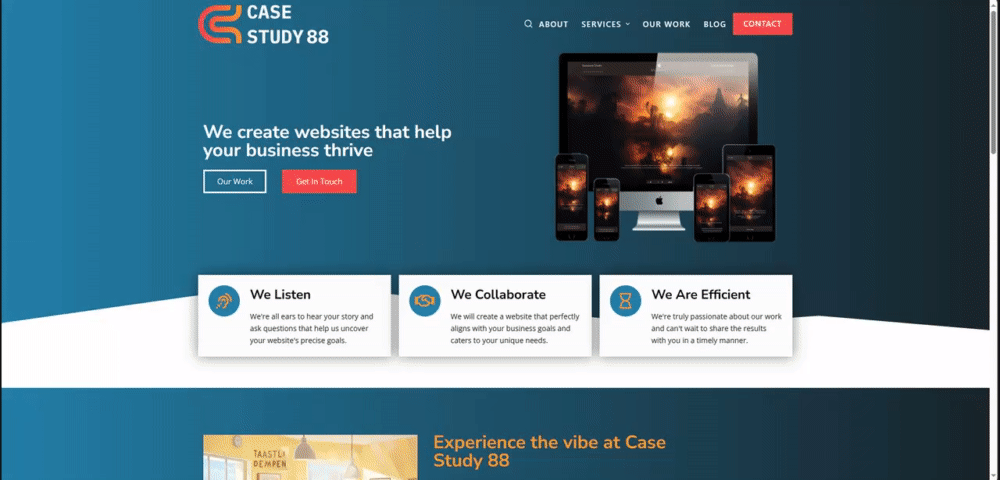 CASE
STUDY 88
ABOUT
SERVICES
OUR WORK
BLOG
CONTACT
We create websites that help
your business thrive
Our Work
Get In Touch
We Listen
We're all ears to hear your story and
ask questions that help us uncover
your website's precise goals.
We Collaborate
We will create a website that perfectly
aligns with your business goals and
caters to your unique needs.
We Are Efficient
We're truly passionate about our work
and can't wait to share the results
with you in a timely manner.
TAASTLI
DEMPEN
Experience the vibe at Case
Study 88